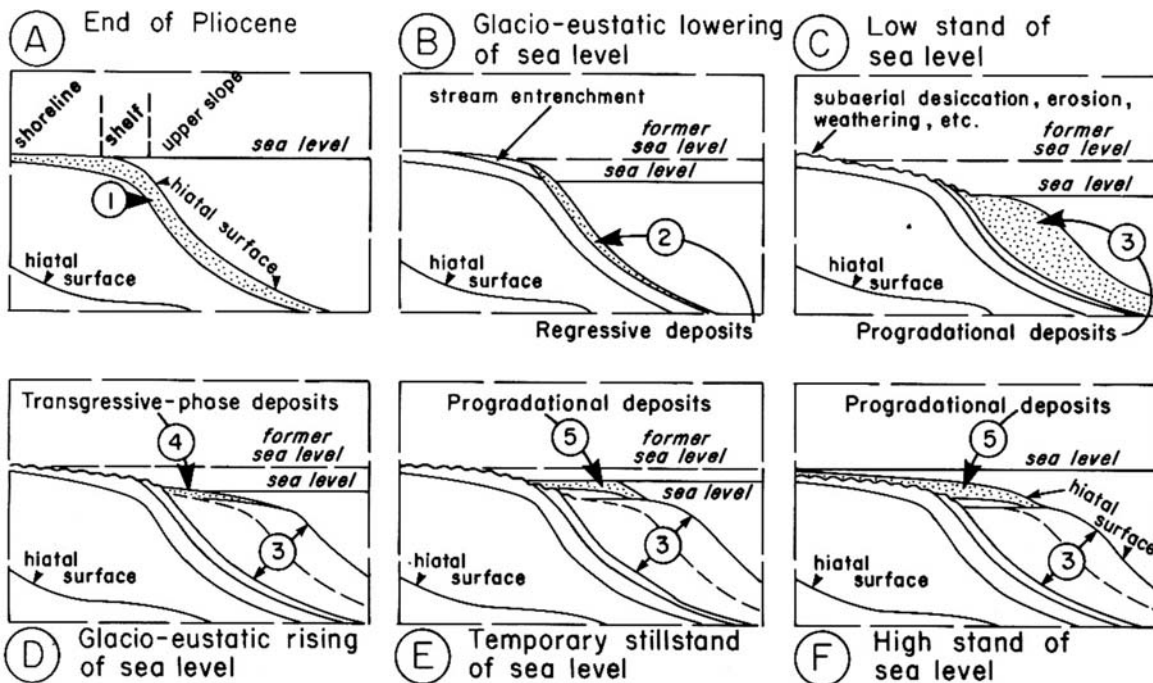 A
End of Pliocene
shoreline
shelf
upper slope
sea level
1
hiatal surface
hiatal
surface
B
Glacio-eustatic lowering
of sea level
stream entrenchment
former
sea level
sea level
2
hiatal
surface
Regressive deposits
C
Low stand of
sea level
subaerial desiccation, erosion,
weathering, etc.
former
sea level
sea level
3
hiatal
surface
Progradational deposits
Transgressive-phase deposits
4
former
sea level
sea level
3
hiatal
surface
D
Glacio-eustatic rising
of sea level
Progradational deposits
5
former
sea level
sea level
3
hiatal
surface
E
Temporary stillstand
of sea level
Progradational deposits
5
sea level
hiatal
surface
3
hiatal
surface
F
High stand of
sea level